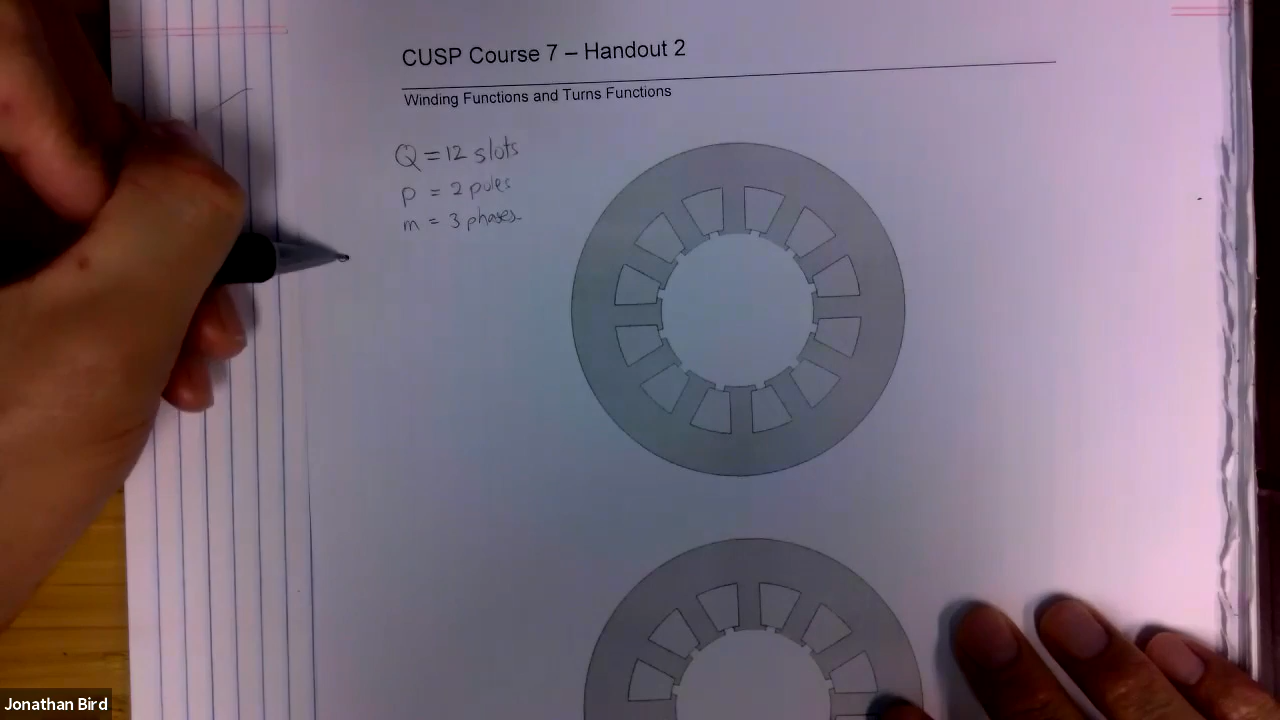 CUSP Course 7 – Handout 2
Winding Functions and Turns Functions
Q = 12 slots
p = 2 poles
m = 3 phases
Jonathan Bird